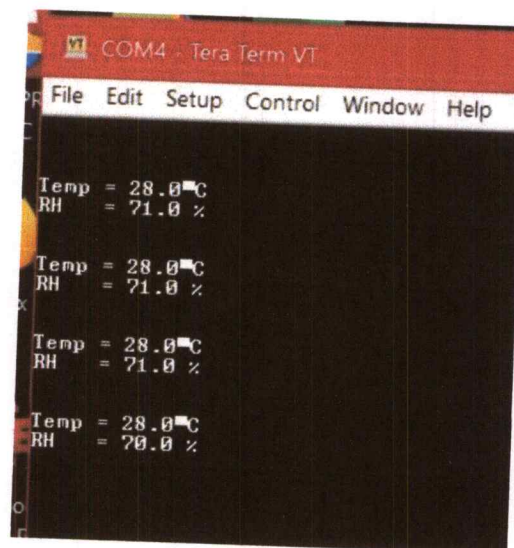 COM4 - Tera Term VT
File Edit Setup Control Window Help
Temp = 28.0▀C
RH = 71.0 %
Temp = 28.0▀C
RH = 71.0 %
Temp = 28.0▀C
RH = 71.0 %
Temp = 28.0▀C
RH = 70.0 %